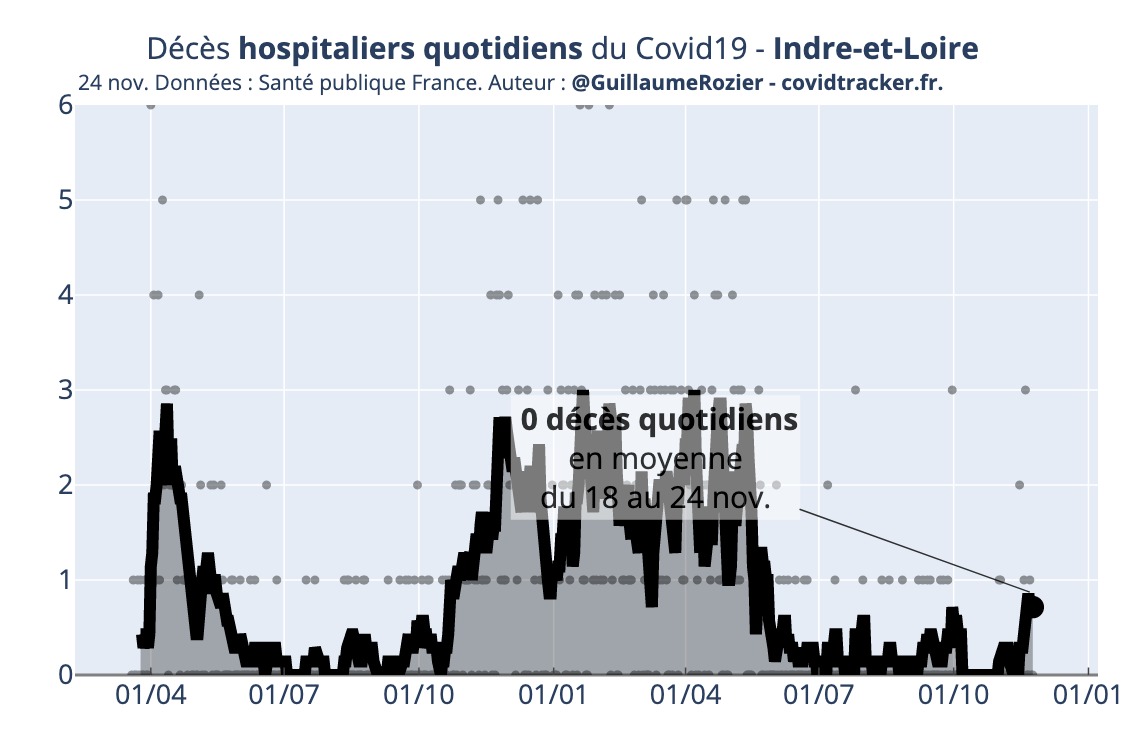 Décès hospitaliers quotidiens du Covid19 - Indre-et-Loire
24 nov. Données : Santé publique France. Auteur : @GuillaumeRozier - covidtracker.fr.
6
5
4
3
2
1
0
0 décès quotidiens
en moyenne
du 18 au 24 nov.
01/04 01/07 01/10 01/01 01/04 01/07 01/10 01/01